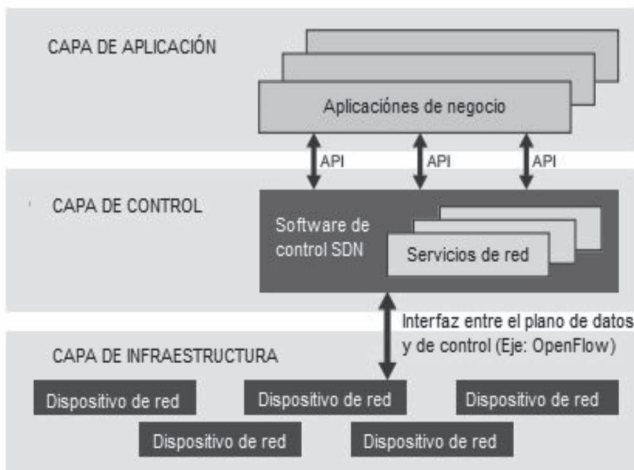 CAPA DE APLICACIÓN
Aplicaciónes de negocio
API
API
API
CAPA DE CONTROL
Software de
control SDN
Servicios de red
Interfaz entre el plano de datos
y de control (Eje: OpenFlow)
CAPA DE INFRAESTRUCTURA
Dispositivo de red
Dispositivo de red
Dispositivo de red
Dispositivo de red
Dispositivo de red